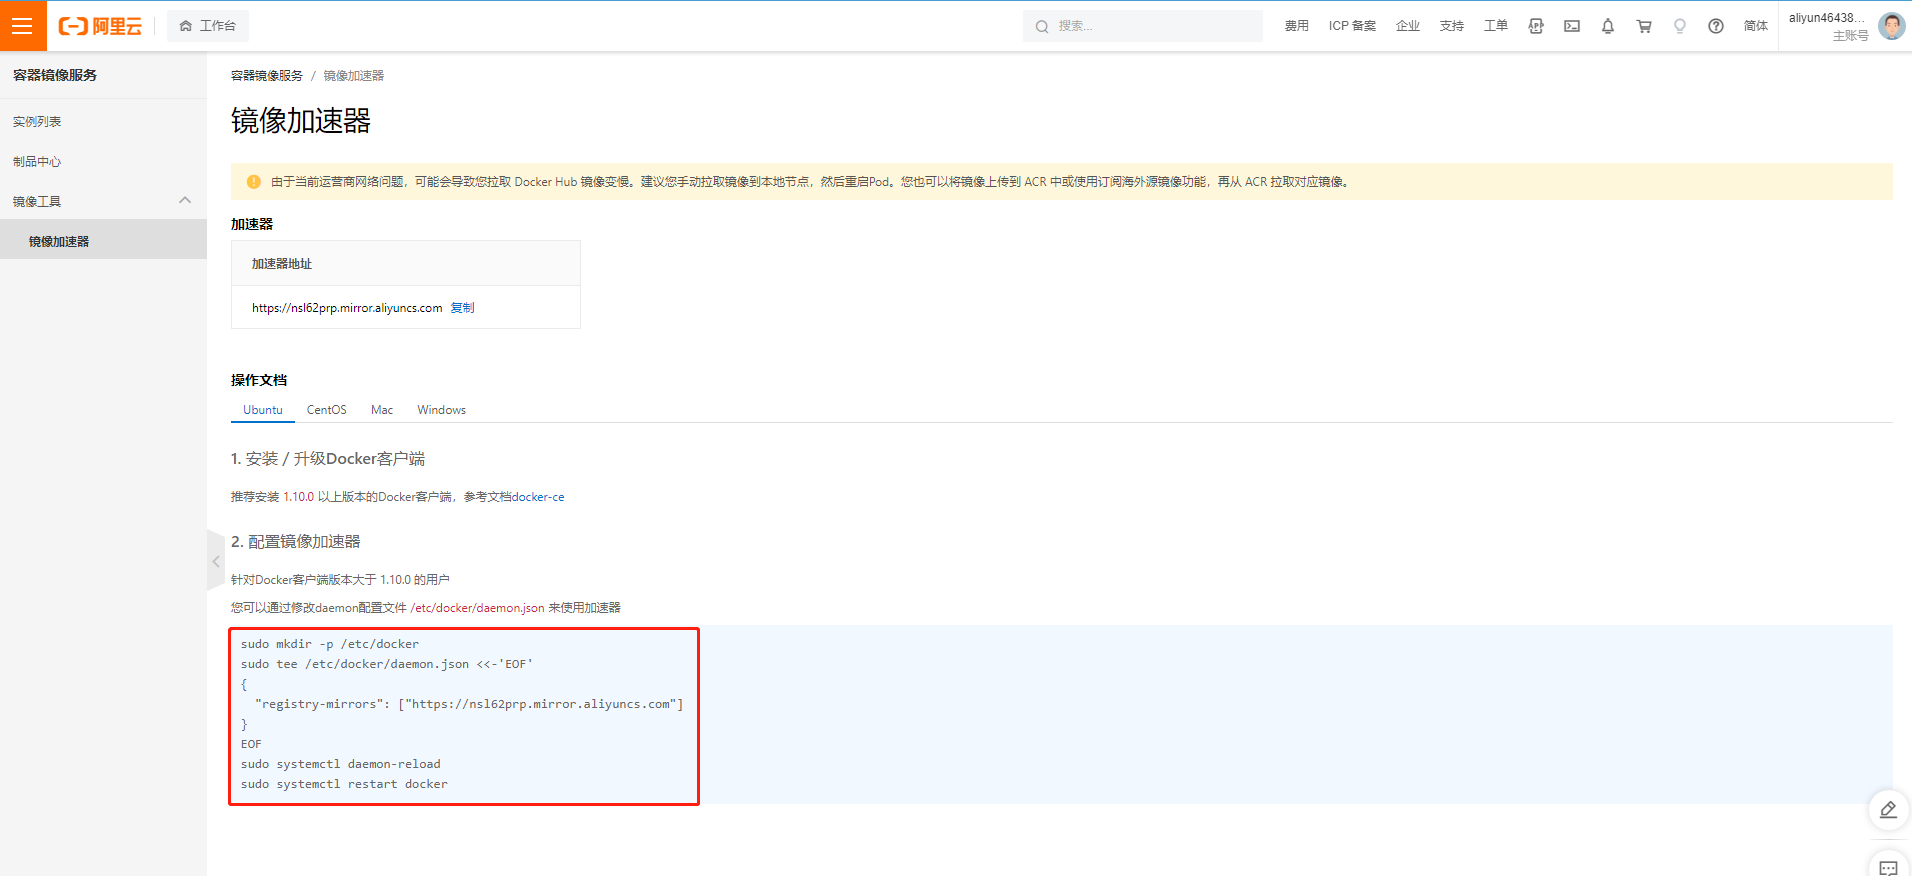 阿里云
工作台
搜索...
费用
ICP 备案
企业
支持
工单
简体
aliyun46438...
主账号
容器镜像服务
实例列表
制品中心
镜像工具
镜像加速器
容器镜像服务 / 镜像加速器
镜像加速器
由于当前运营商网络问题，可能会导致您拉取 Docker Hub 镜像变慢。建议您手动拉取镜像到本地节点，然后重启Pod。您也可以将镜像上传到 ACR 中或使用订阅海外源镜像功能，再从 ACR 拉取对应镜像。
加速器
加速器地址
https://nsl62prp.mirror.aliyuncs.com 复制
操作文档
Ubuntu CentOS Mac Windows
1. 安装 / 升级Docker客户端
推荐安装 1.10.0 以上版本的Docker客户端，参考文档docker-ce
2. 配置镜像加速器
针对Docker客户端版本大于 1.10.0 的用户
您可以通过修改daemon配置文件 /etc/docker/daemon.json 来使用加速器
sudo mkdir -p /etc/docker
sudo tee /etc/docker/daemon.json <<-'EOF'
{
  "registry-mirrors": ["https://nsl62prp.mirror.aliyuncs.com"]
}
EOF
sudo systemctl daemon-reload
sudo systemctl restart docker